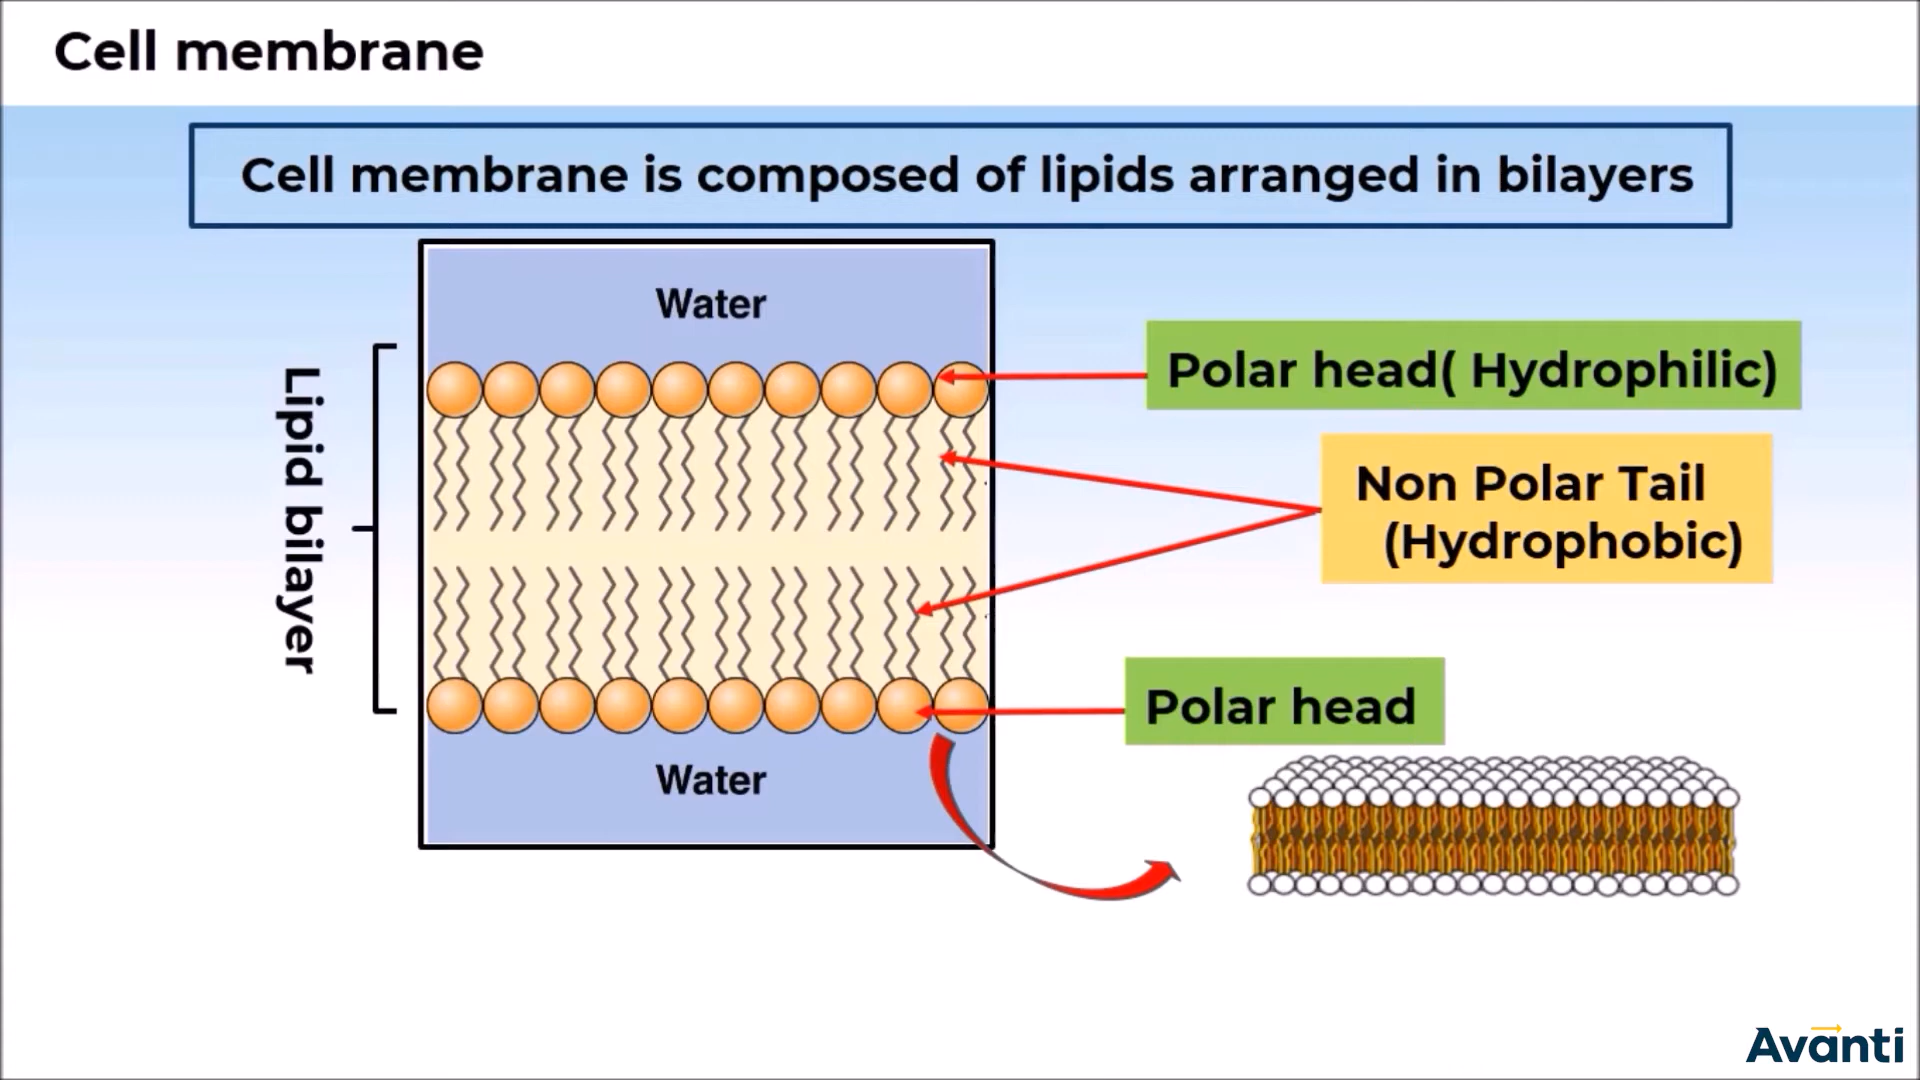 Cell membrane
Cell membrane is composed of lipids arranged in bilayers
Water
Polar head( Hydrophilic)
Lipid bilayer
Non Polar Tail
(Hydrophobic)
Polar head
Water
Avanti